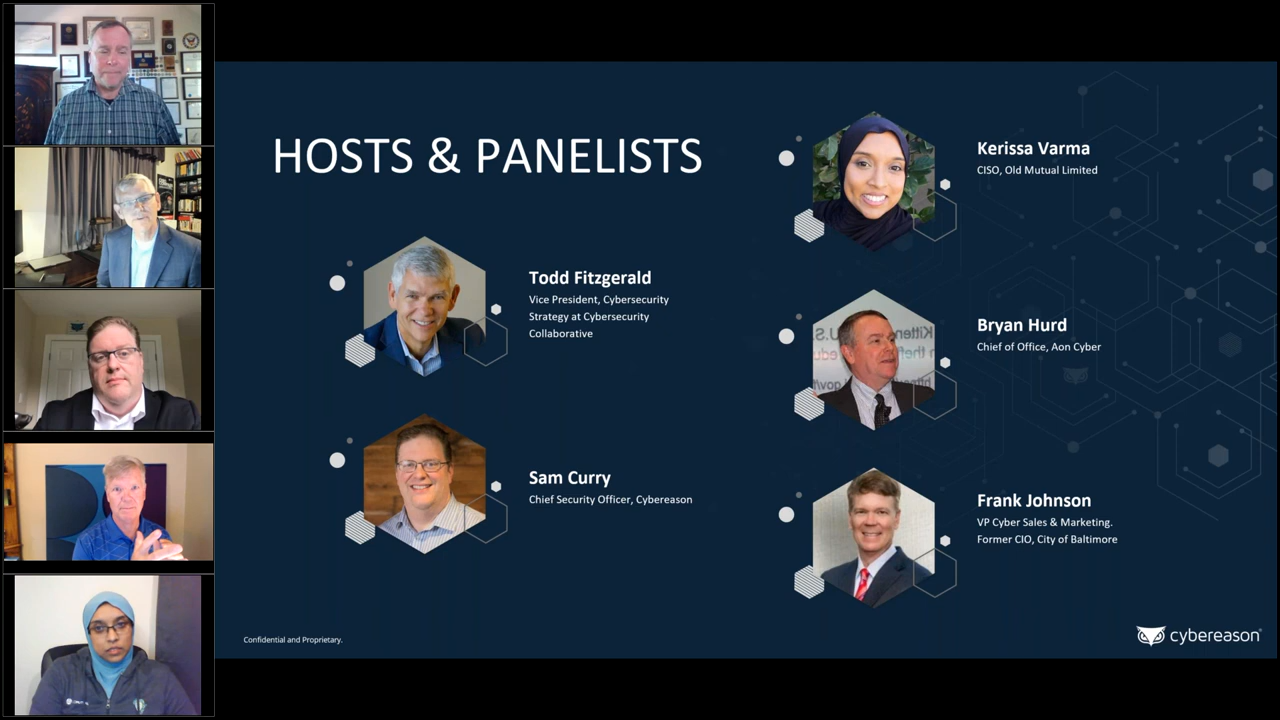 HOSTS & PANELISTS
Todd Fitzgerald
Vice President, Cybersecurity
Strategy at Cybersecurity
Collaborative
Sam Curry
Chief Security Officer, Cybereason
Kerissa Varma
CISO, Old Mutual Limited
Bryan Hurd
Chief of Office, Aon Cyber
Frank Johnson
VP Cyber Sales & Marketing.
Former CIO, City of Baltimore
Confidential and Proprietary.
cybereason